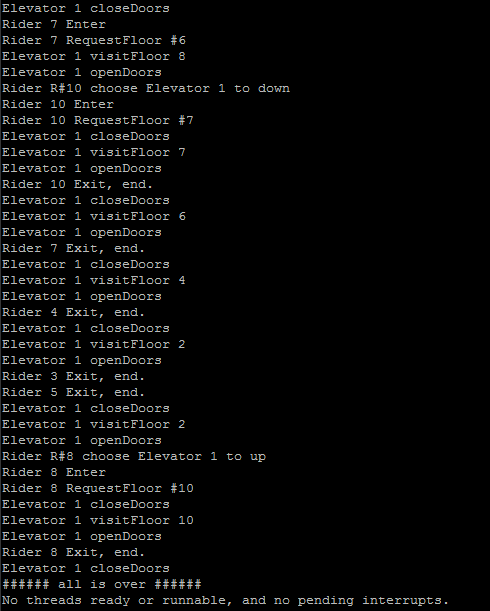 Elevator 1 closeDoors
Rider 7 Enter
Rider 7 RequestFloor #6
Elevator 1 visitFloor 8
Elevator 1 openDoors
Rider R#10 choose Elevator 1 to down
Rider 10 Enter
Rider 10 RequestFloor #7
Elevator 1 closeDoors
Elevator 1 visitFloor 7
Elevator 1 openDoors
Rider 10 Exit, end.
Elevator 1 closeDoors
Elevator 1 visitFloor 6
Elevator 1 openDoors
Rider 7 Exit, end.
Elevator 1 closeDoors
Elevator 1 visitFloor 4
Elevator 1 openDoors
Rider 4 Exit, end.
Elevator 1 closeDoors
Elevator 1 visitFloor 2
Elevator 1 openDoors
Rider 3 Exit, end.
Rider 5 Exit, end.
Elevator 1 closeDoors
Elevator 1 visitFloor 2
Elevator 1 openDoors
Rider R#8 choose Elevator 1 to up
Rider 8 Enter
Rider 8 RequestFloor #10
Elevator 1 closeDoors
Elevator 1 visitFloor 10
Elevator 1 openDoors
Rider 8 Exit, end.
Elevator 1 closeDoors
###### all is over ######
No threads ready or runnable, and no pending interrupts.